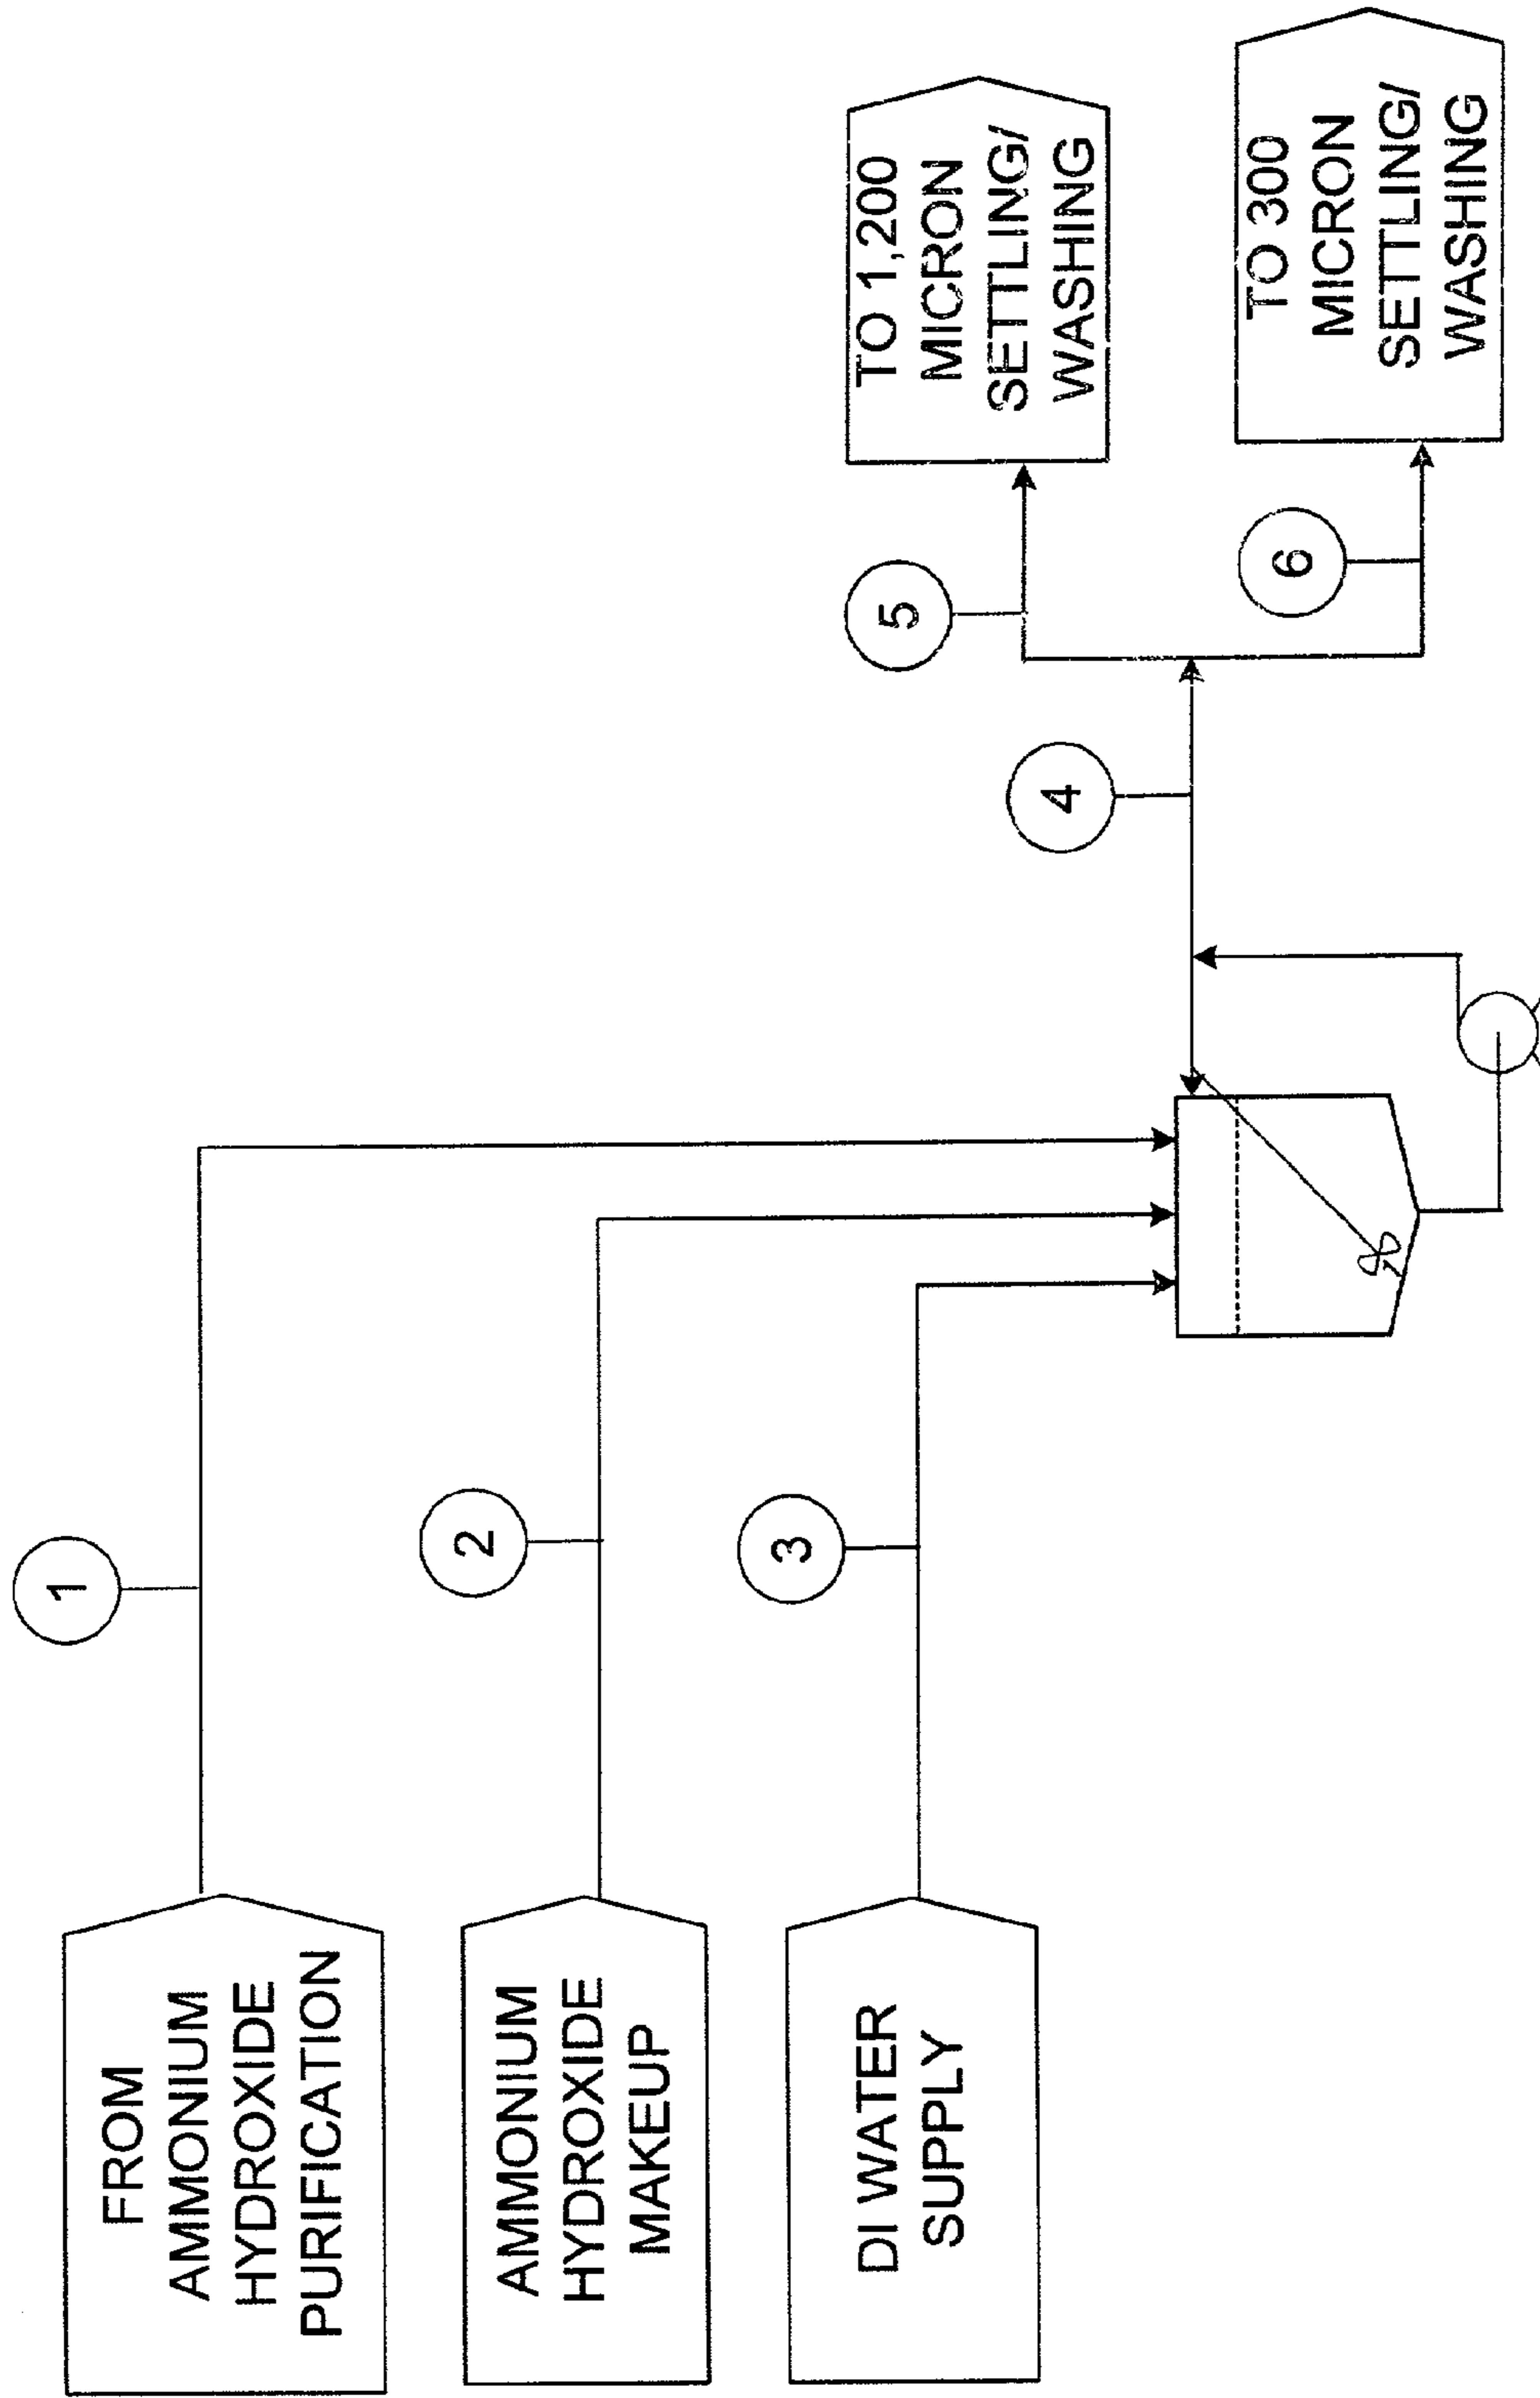 FROM
AMMONIUM
HYDROXIDE
PURIFICATION
1
AMMONIUM
HYDROXIDE
MAKEUP
2
DI WATER
SUPPLY
3
4
5
TO 1,200
MICRON
SETTLING/
WASHING
6
TO 300
MICRON
SETTLING/
WASHING